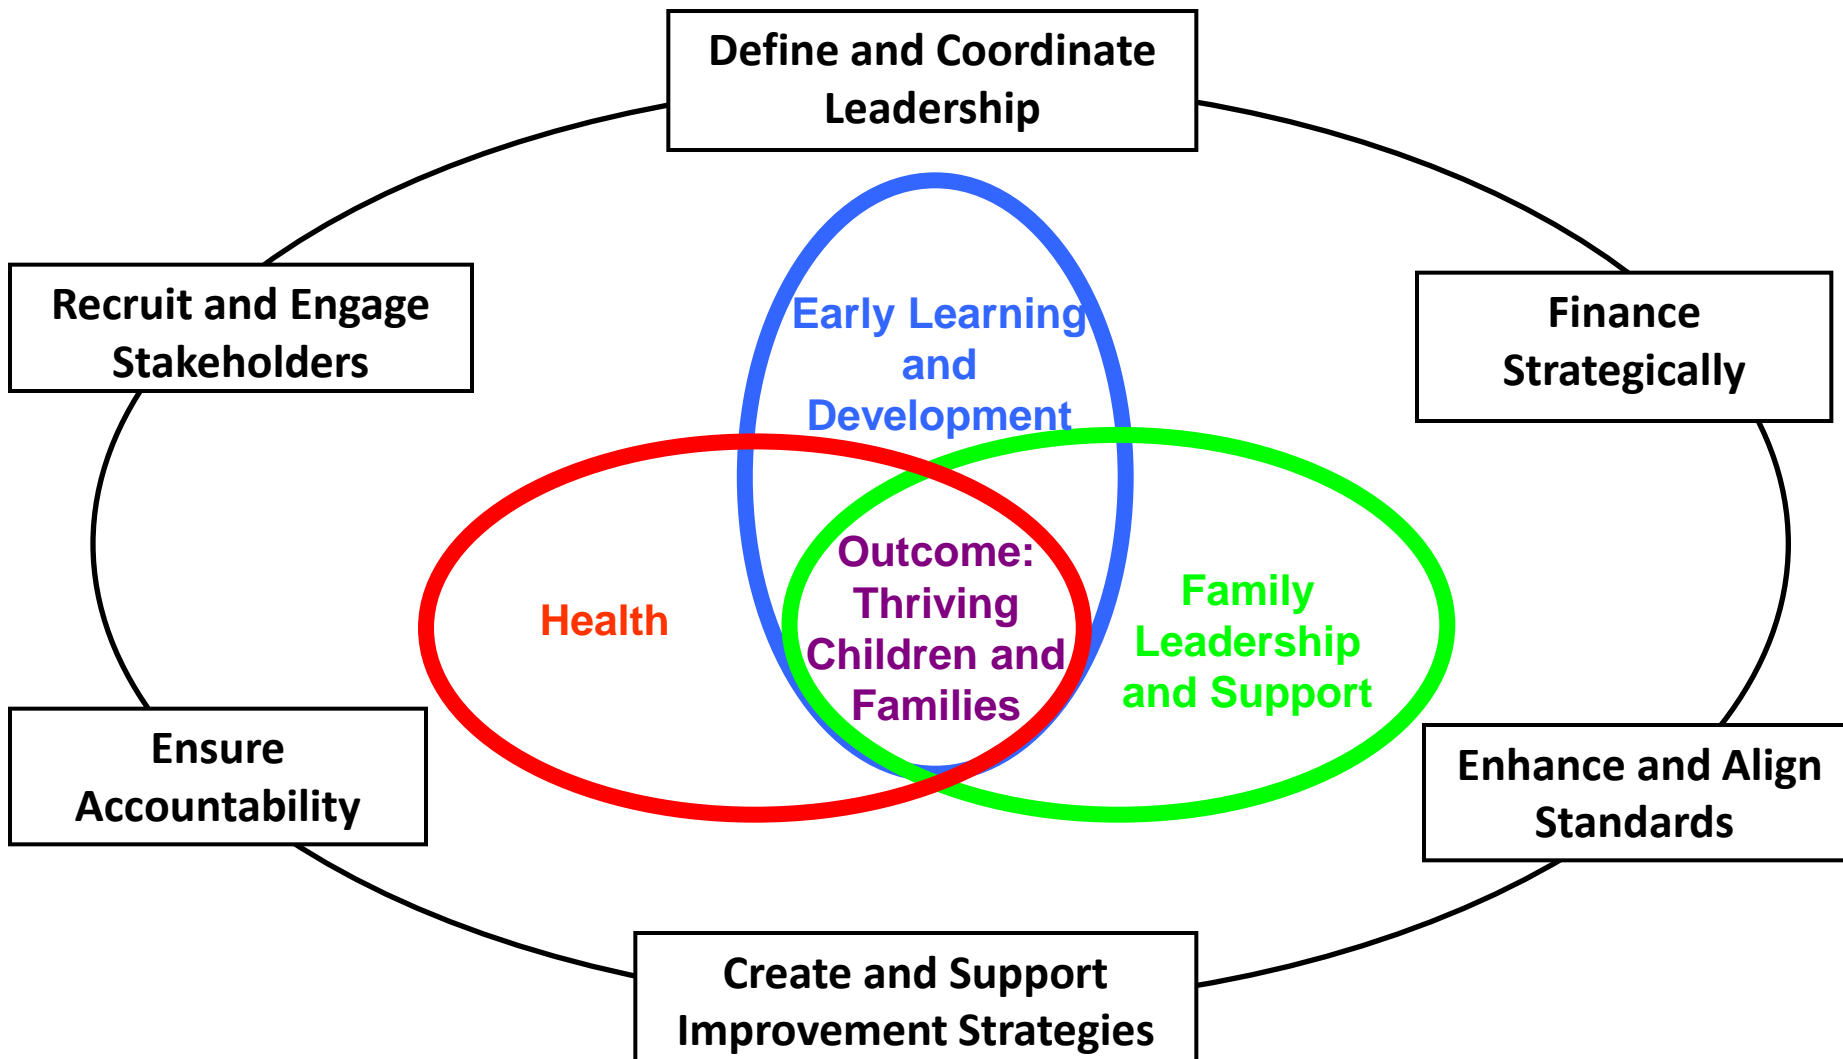 Define and Coordinate
Leadership
Recruit and Engage
Stakeholders
Finance
Strategically
Early Learning
and
Development
Health
Outcome:
Thriving
Children and
Families
Family
Leadership
and Support
Ensure
Accountability
Enhance and Align
Standards
Create and Support
Improvement Strategies